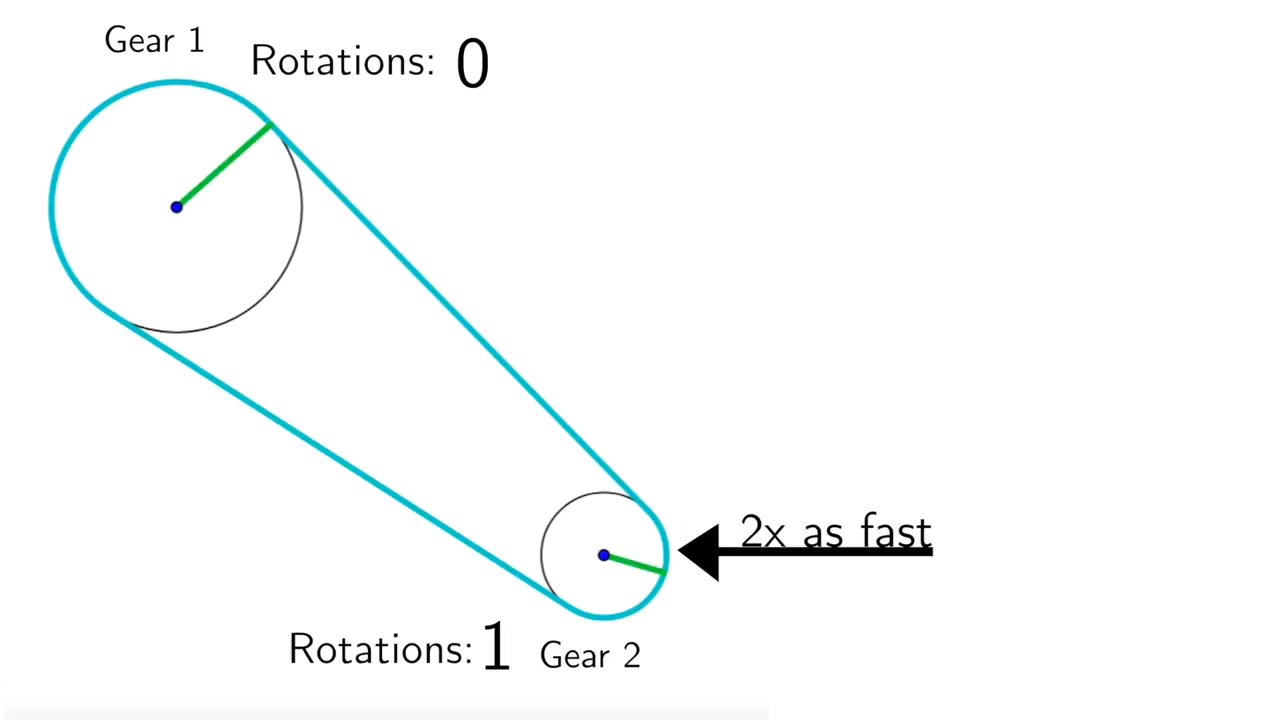 Gear 1
Rotations: 0
2x as fast
Rotations: 1
Gear 2